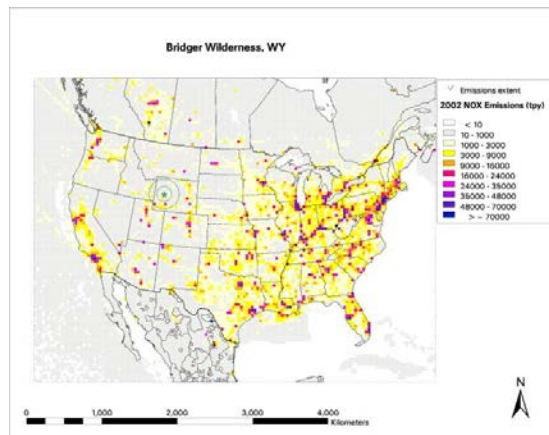 Bridger Wilderness, WY
Emissions extent
2002 NOX Emissions (tpy)
< 10
10 - 1000
1000 - 3000
3000 - 9000
9000 - 16000
16000 - 24000
24000 - 35000
35000 - 48000
48000 - 70000
> ~ 70000
N
0 1,000 2,000 3,000 4,000
Kilometers